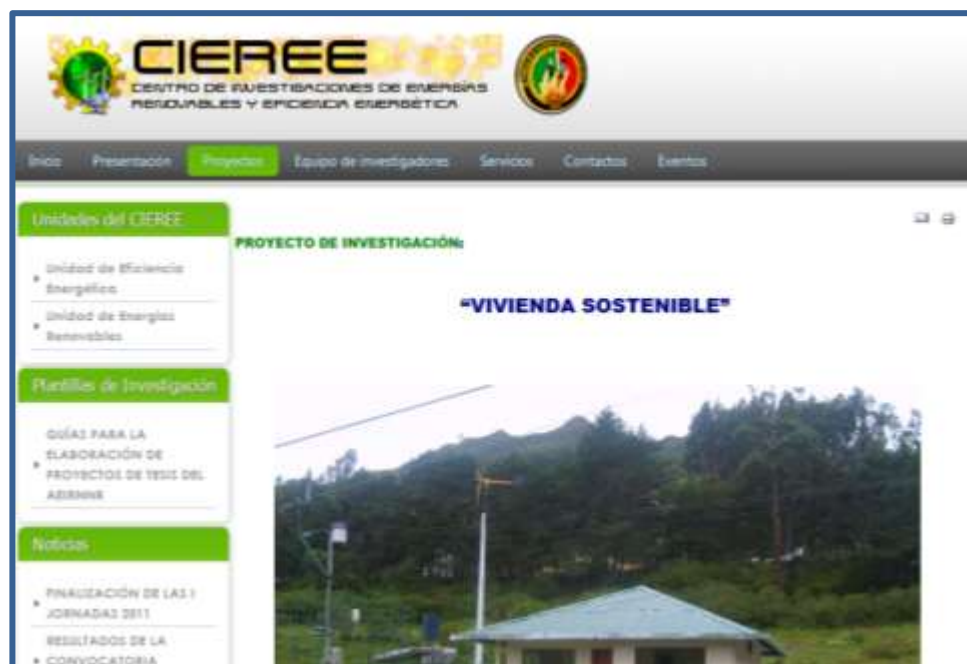 CIEREE
CENTRO DE INVESTIGACIONES DE ENERGÍAS
RENOVABLES Y EFICIENCIA ENERGÉTICA
Inicio Presentación Proyectos Equipo de investigadores Servicios Contactos Eventos
Unidades del CIEREE
Unidad de Eficiencia
Energética
Unidad de Energías
Renovables
Plantillas de Investigación
GUÍAS PARA LA
ELABORACIÓN DE
PROYECTOS DE TESIS DEL
AEIRNNR
Noticias
FINALIZACIÓN DE LAS I
JORNADAS 2011
RESULTADOS DE LA
CONVOCATORIA
PROYECTO DE INVESTIGACIÓN:
“VIVIENDA SOSTENIBLE”